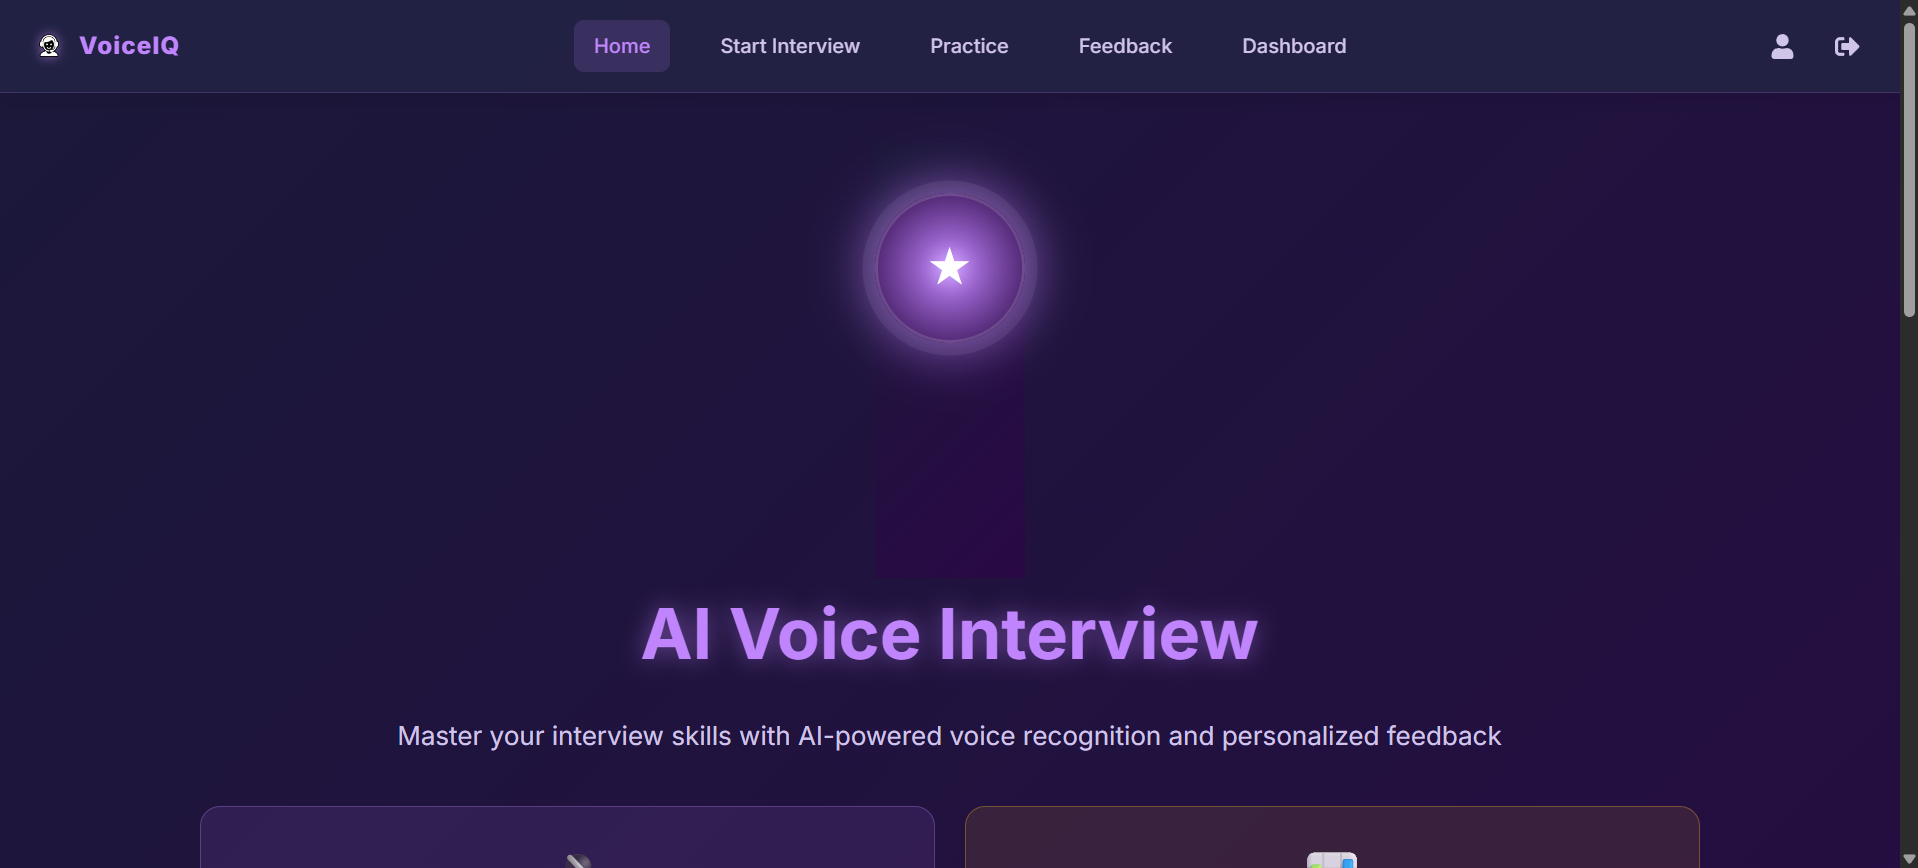 VoiceIQ
Home
Start Interview
Practice
Feedback
Dashboard
AI Voice Interview
Master your interview skills with AI-powered voice recognition and personalized feedback